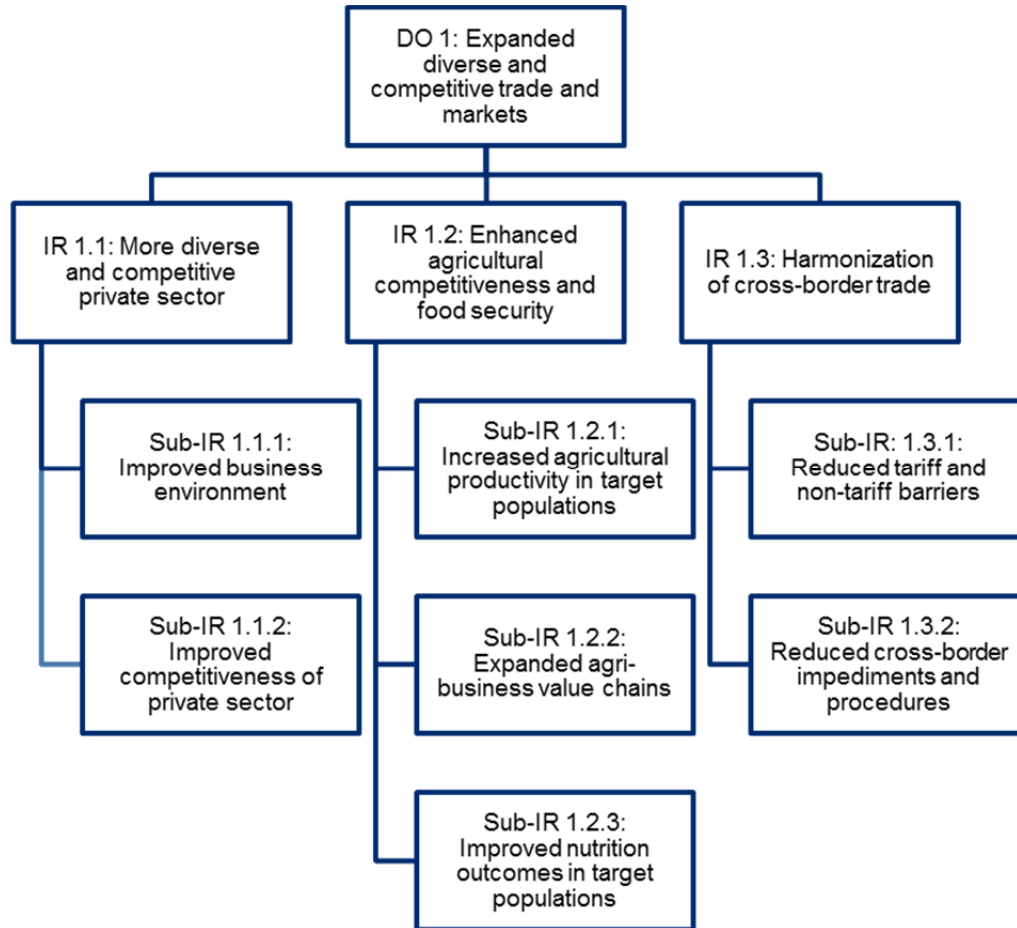 DO 1: Expanded
diverse and
competitive trade and
markets
IR 1.1: More diverse
and competitive
private sector
IR 1.2: Enhanced
agricultural
competitiveness and
food security
IR 1.3: Harmonization
of cross-border trade
Sub-IR 1.1.1:
Improved business
environment
Sub-IR 1.1.2:
Improved
competitiveness of
private sector
Sub-IR 1.2.1:
Increased agricultural
productivity in target
populations
Sub-IR 1.2.2:
Expanded agri-
business value chains
Sub-IR 1.2.3:
Improved nutrition
outcomes in target
populations
Sub-IR: 1.3.1:
Reduced tariff and
non-tariff barriers
Sub-IR 1.3.2:
Reduced cross-border
impediments and
procedures